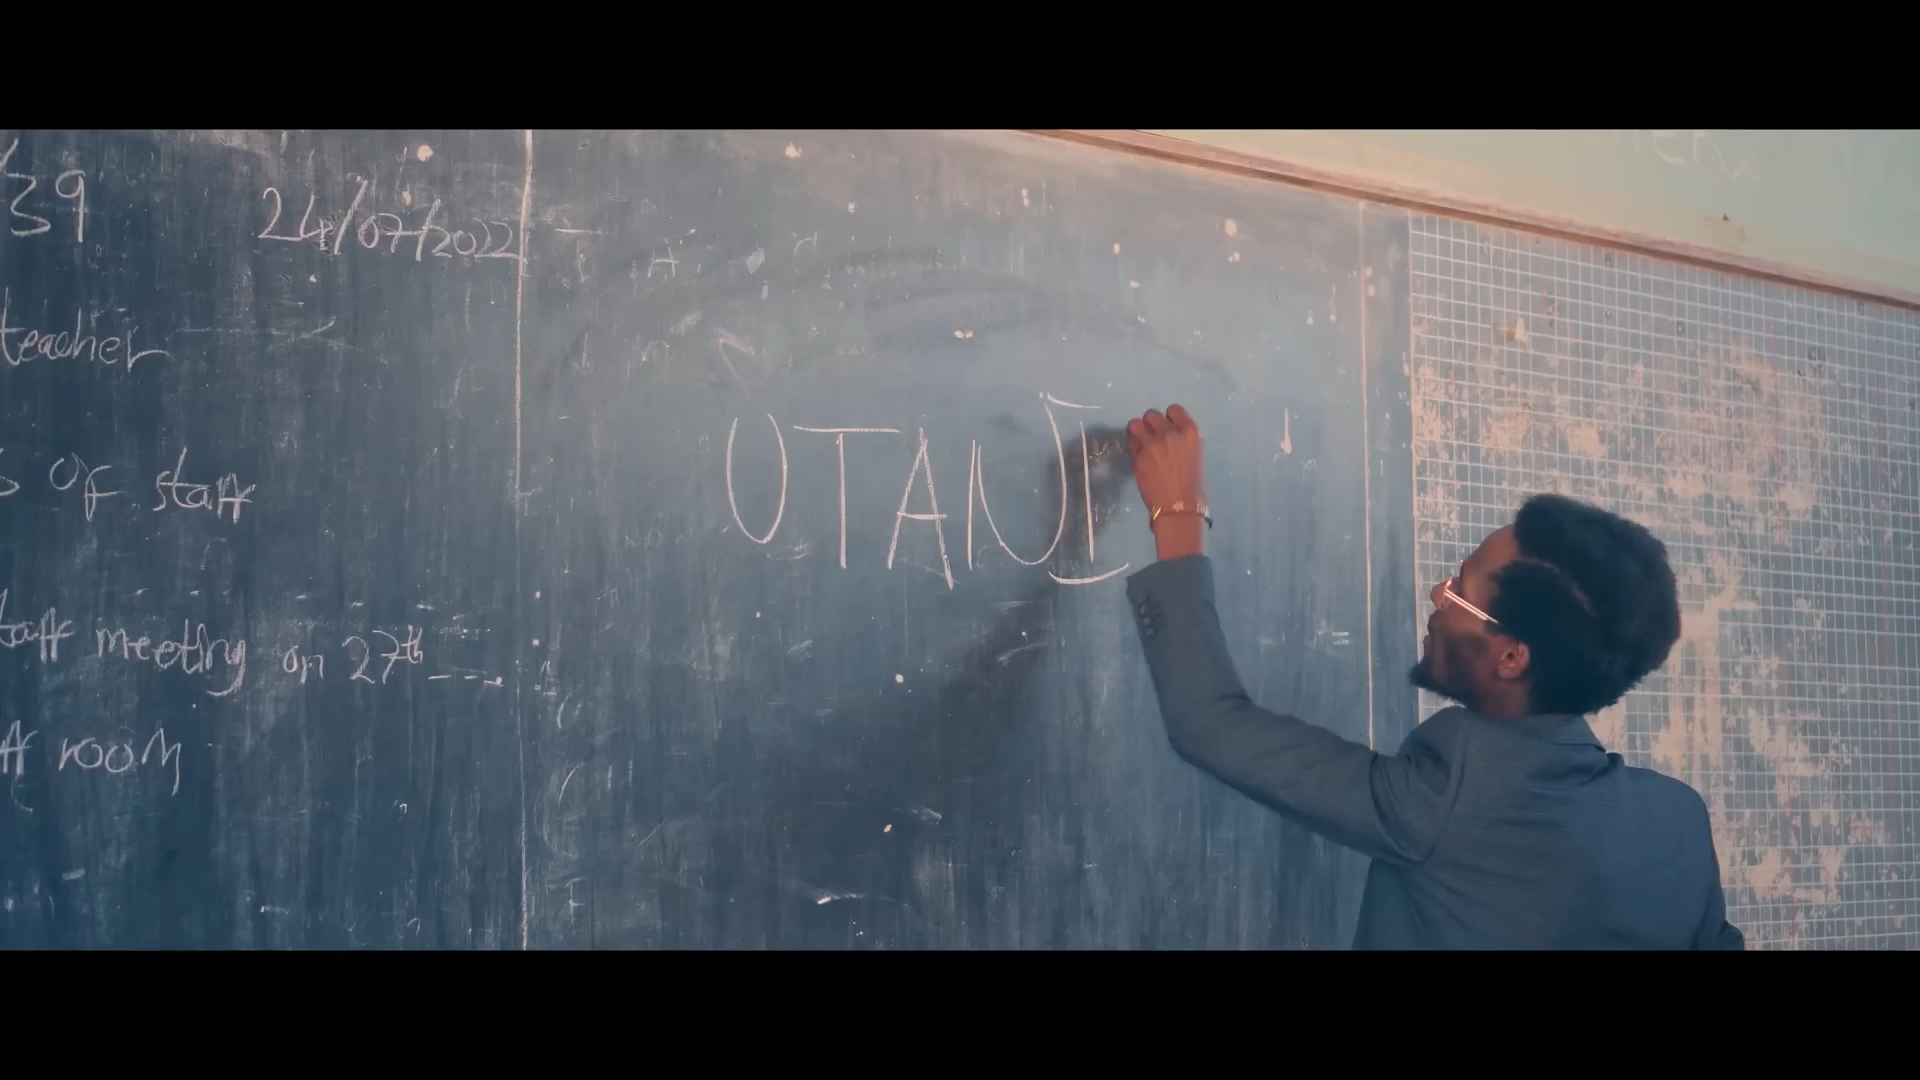 39
24/07/2022
teacher
s of staff
staff meeting on 27th ---
room
UTANI